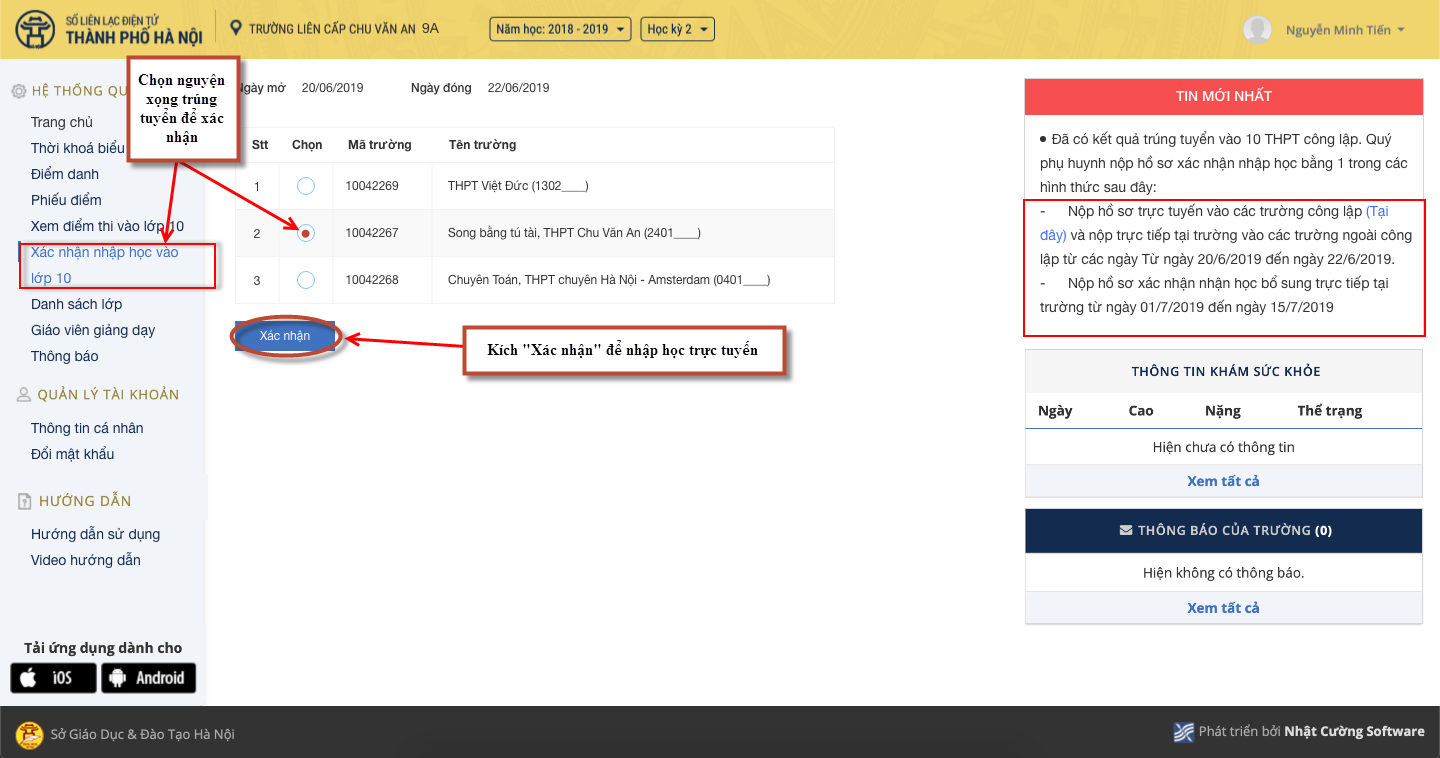 SỔ LIÊN LẠC ĐIỆN TỬ
THÀNH PHỐ HÀ NỘI
TRƯỜNG LIÊN CẤP CHU VĂN AN 9A
Năm học: 2018 - 2019
Học kỳ 2
Nguyễn Minh Tiến
HỆ THỐNG QU
Trang chủ
Thời khoá biểu
Điểm danh
Phiếu điểm
Xem điểm thi vào lớp 10
Xác nhận nhập học vào
lớp 10
Danh sách lớp
Giáo viên giảng dạy
Thông báo
QUẢN LÝ TÀI KHOẢN
Thông tin cá nhân
Đổi mật khẩu
HƯỚNG DẪN
Hướng dẫn sử dụng
Video hướng dẫn
Tải ứng dụng dành cho
iOS
Android
Chọn nguyện
xọng trúng
tuyển để xác
nhận
Ngày mở 20/06/2019 Ngày đóng 22/06/2019
Stt Chọn Mã trường Tên trường
1 10042269 THPT Việt Đức (1302____)
2 10042267 Song bằng tú tài, THPT Chu Văn An (2401____)
3 10042268 Chuyên Toán, THPT chuyên Hà Nội - Amsterdam (0401____)
Xác nhận
Kích "Xác nhận" để nhập học trực tuyến
TIN MỚI NHẤT
• Đã có kết quả trúng tuyển vào 10 THPT công lập. Quý
phụ huynh nộp hồ sơ xác nhận nhập học bằng 1 trong các
hình thức sau đây:
- Nộp hồ sơ trực tuyến vào các trường công lập (Tại
đây) và nộp trực tiếp tại trường vào các trường ngoài công
lập từ các ngày Từ ngày 20/6/2019 đến ngày 22/6/2019.
- Nộp hồ sơ xác nhận nhận học bổ sung trực tiếp tại
trường từ ngày 01/7/2019 đến ngày 15/7/2019
THÔNG TIN KHÁM SỨC KHỎE
Ngày Cao Nặng Thể trạng
Hiện chưa có thông tin
Xem tất cả
THÔNG BÁO CỦA TRƯỜNG (0)
Hiện không có thông báo.
Xem tất cả
Sở Giáo Dục & Đào Tạo Hà Nội
Phát triển bởi Nhật Cường Software